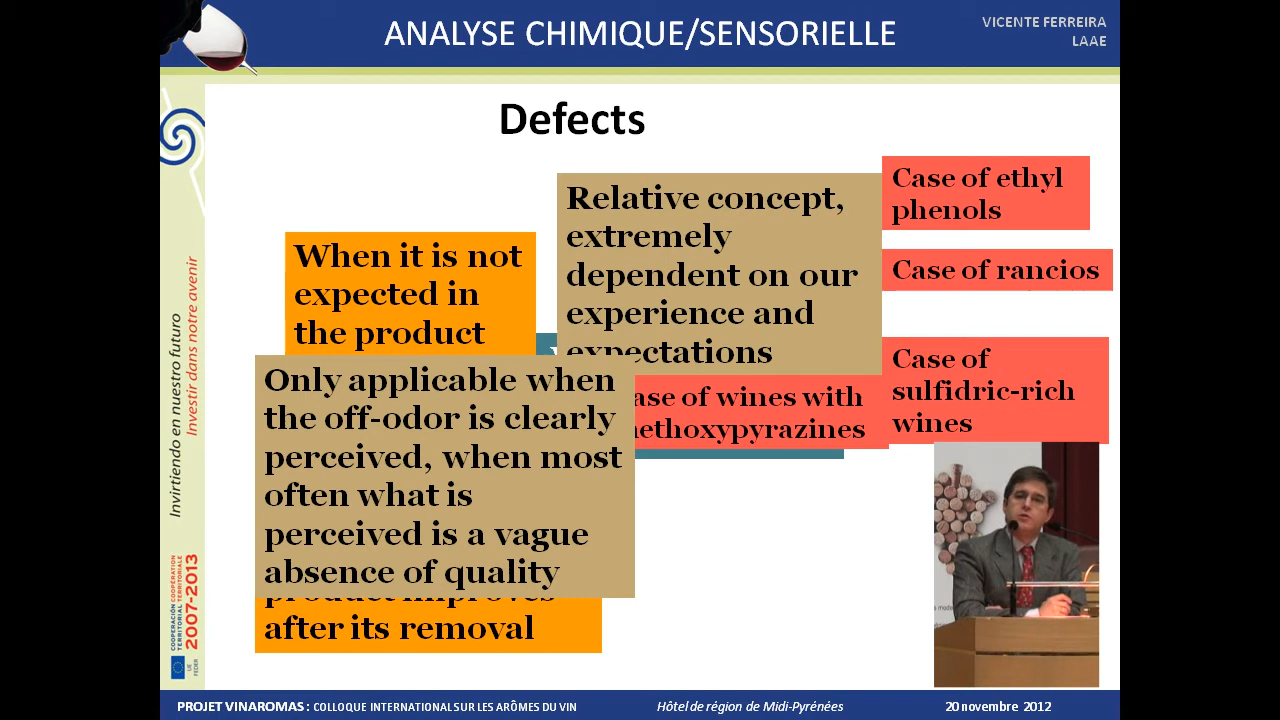 ANALYSE CHIMIQUE/SENSORIELLE
VICENTE FERREIRA
LAAE
Defects
Relative concept,
extremely
dependent on our
experience and
expectations
Case of ethyl
phenols
Case of rancios
Case of
sulfidric-rich
wines
When it is not
expected in
the product
ase of wines with
methoxypyrazines
Only applicable when
the off-odor is clearly
perceived, when most
often what is
perceived is a vague
absence of quality
product improves
after its removal
Invirtiendo en nuestro futuro
Investir dans notre avenir
COOPERACIÓN TERRITORIAL
COOPÉRATION TERRITORIALE
2007-2013
UE
FEDER
PROJET VINAROMAS : COLLOQUE INTERNATIONAL SUR LES ARÔMES DU VIN
Hôtel de région de Midi-Pyrénées
20 novembre 2012